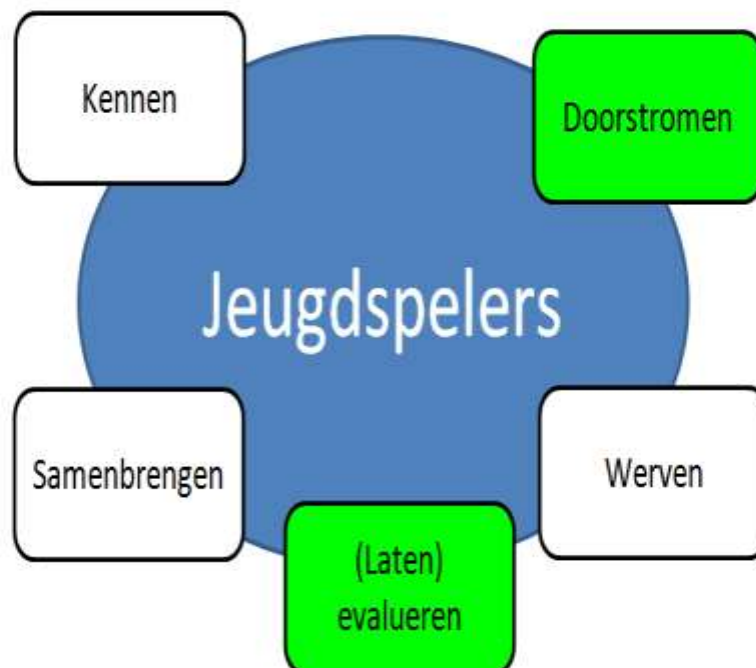 Kennen
Doorstromen
Jeugdspelers
Samenbrengen
Werven
(Laten)
evalueren